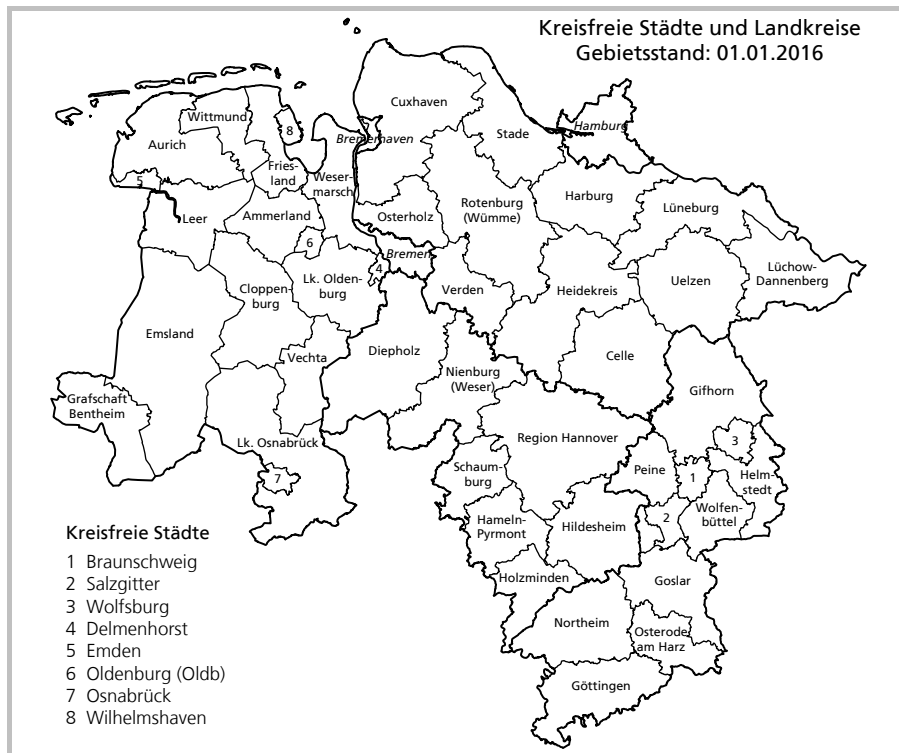 Kreisfreie Städte und Landkreise
Gebietsstand: 01.01.2016
Cuxhaven
Wittmund
8
Stade
Hamburg
Aurich
Bremerhaven
Fries-
land
5
Weser-
marsch
Harburg
Rotenburg
(Wümme)
Lüneburg
Leer
Ammerland
Osterholz
6
Bremen
4
Lk. Olden-
burg
Cloppen-
burg
Verden
Heidekreis
Uelzen
Lüchow-
Dannenberg
Emsland
Vechta
Diepholz
Celle
Nienburg
(Weser)
Gifhorn
Grafschaft
Bentheim
Lk. Osnabrück
Region Hannover
3
7
Schaum-
burg
Peine
1
Helm-
stedt
Wolfen-
büttel
2
Hameln-
Pyrmont
Hildesheim
Holzminden
Goslar
Northeim
Osterode
am Harz
Göttingen
Kreisfreie Städte
1 Braunschweig
2 Salzgitter
3 Wolfsburg
4 Delmenhorst
5 Emden
6 Oldenburg (Oldb)
7 Osnabrück
8 Wilhelmshaven